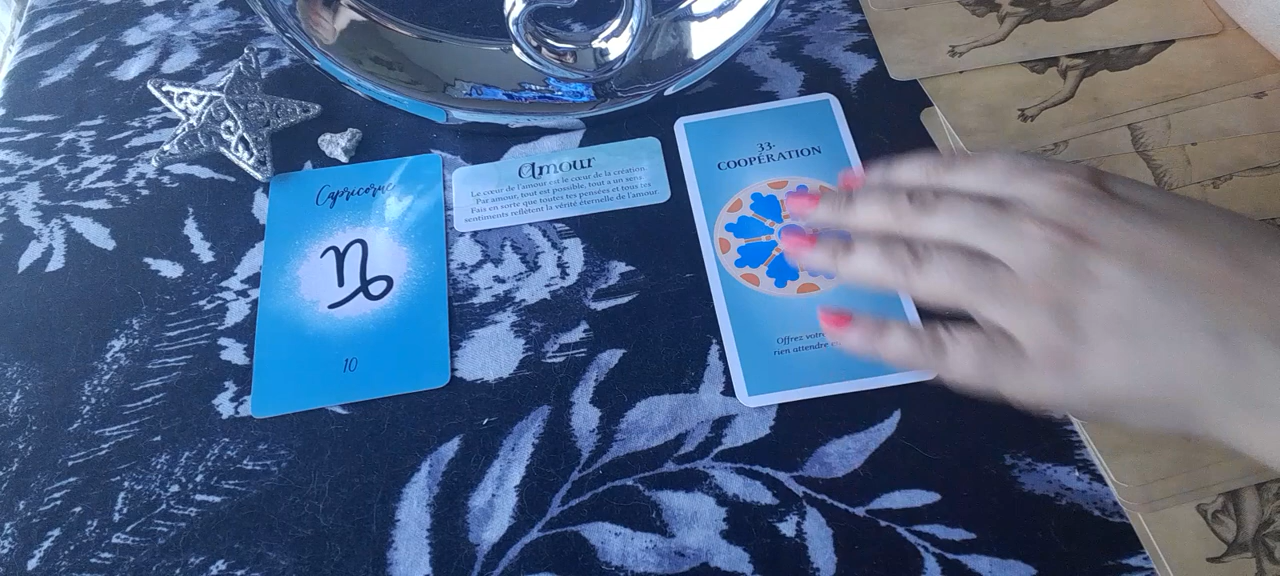 Capricorne
10
Amour
Le cœur de l'amour est le cœur de la création.
Par amour, tout est possible, tout a un sens.
Fais en sorte que toutes tes pensées et tous tes
sentiments reflètent la vérité éternelle de l'amour.
33.
COOPÉRATION
Offrez
rien attendre